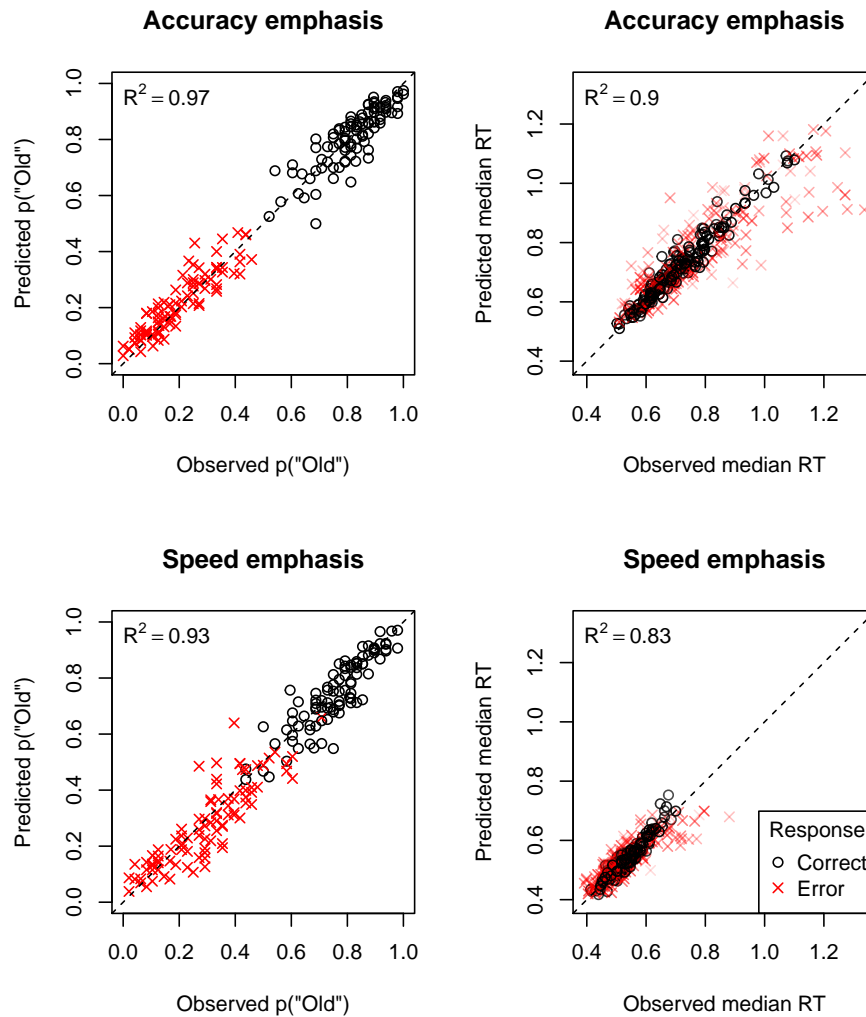 Accuracy emphasis
R² = 0.97
Predicted p("Old")
0.0 0.2 0.4 0.6 0.8 1.0
0.0 0.2 0.4 0.6 0.8 1.0
Observed p("Old")
Accuracy emphasis
R² = 0.9
Predicted median RT
0.4 0.6 0.8 1.0 1.2
0.4 0.6 0.8 1.0 1.2
Observed median RT
Speed emphasis
R² = 0.93
Predicted p("Old")
0.0 0.2 0.4 0.6 0.8 1.0
0.0 0.2 0.4 0.6 0.8 1.0
Observed p("Old")
Speed emphasis
R² = 0.83
Predicted median RT
0.4 0.6 0.8 1.0 1.2
Response
Correct
Error
0.4 0.6 0.8 1.0 1.2
Observed median RT